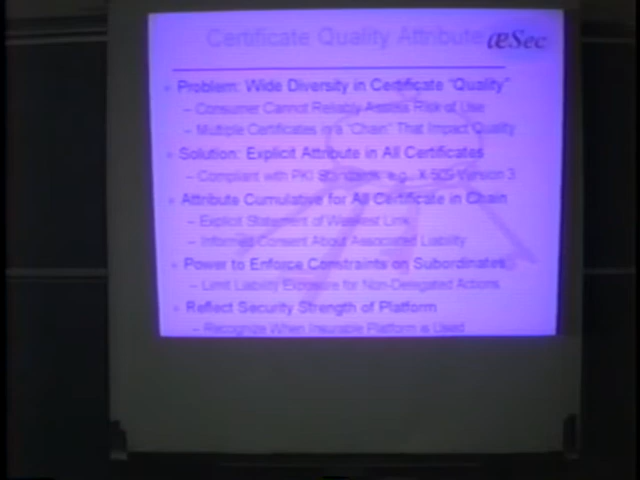 Certificate Quality Attribute æSec
Problem: Wide Diversity in Certificate "Quality"
– Consumer Cannot Reliably Assess Risk of Use
– Multiple Certificates in a "Chain" That Impact Quality
Solution: Explicit Attribute in All Certificates
– Compliant with PKI Standards, e.g., X.509 Version 3
Attribute Cumulative for All Certificate in Chain
– Explicit Statement of Weakest Link
– Informed Consent About Associated Liability
Power to Enforce Constraints on Subordinates
– Limit Liability Exposure for Non-Delegated Actions
Reflect Security Strength of Platform
– Recognize When Insurable Platform is Used